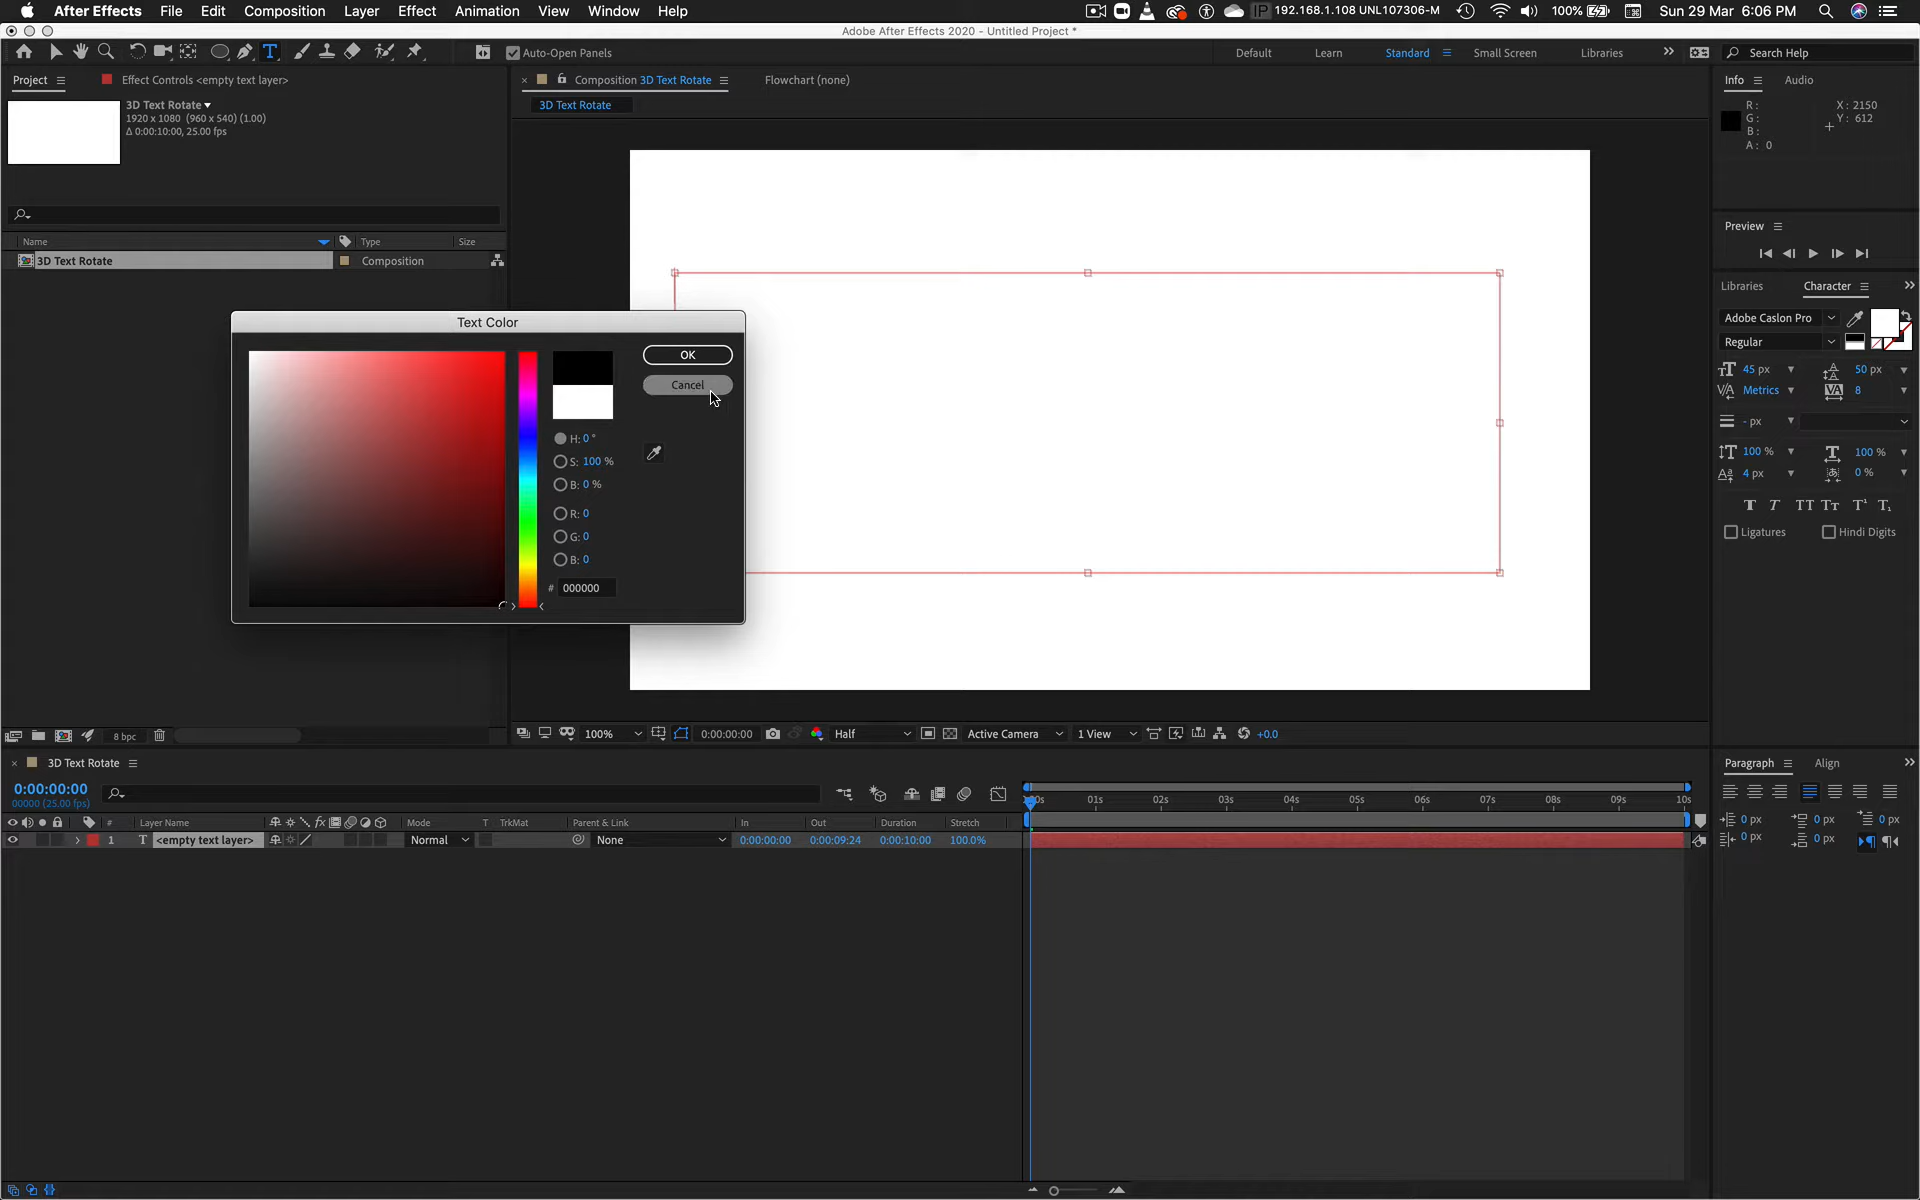 After Effects File Edit Composition Layer Effect Animation View Window Help IP 192.168.1.108 UNL107306-M 100% Sun 29 Mar 6:06 PM
Adobe After Effects 2020 - Untitled Project *
Auto-Open Panels Default Learn Standard Small Screen Libraries Search Help
Project Effect Controls <empty text layer> Composition 3D Text Rotate Flowchart (none) Info Audio
3D Text Rotate
1920 x 1080 (960 x 540) (1.00)
Δ 0:00:10:00, 25.00 fps
3D Text Rotate
R: X: 2150
G: Y: 612
B:
A: 0
Preview
Name Type Size
3D Text Rotate Composition
Libraries Character
Adobe Caslon Pro
Regular
45 px 50 px
Metrics 8
- px
100 % 100 %
4 px 0 %
Ligatures Hindi Digits
Text Color
OK
Cancel
H: 0 °
S: 100 %
B: 0 %
R: 0
G: 0
B: 0
# 000000
8 bpc 100% 0:00:00:00 Half Active Camera 1 View +0.0
3D Text Rotate Paragraph Align
0:00:00:00
00000 (25.00 fps)
01s 02s 03s 04s 05s 06s 07s 08s 09s 10s
# Layer Name Mode T TrkMat Parent & Link In Out Duration Stretch
1 T <empty text layer> Normal None 0:00:00:00 0:00:09:24 0:00:10:00 100.0%
0 px 0 px 0 px
0 px 0 px